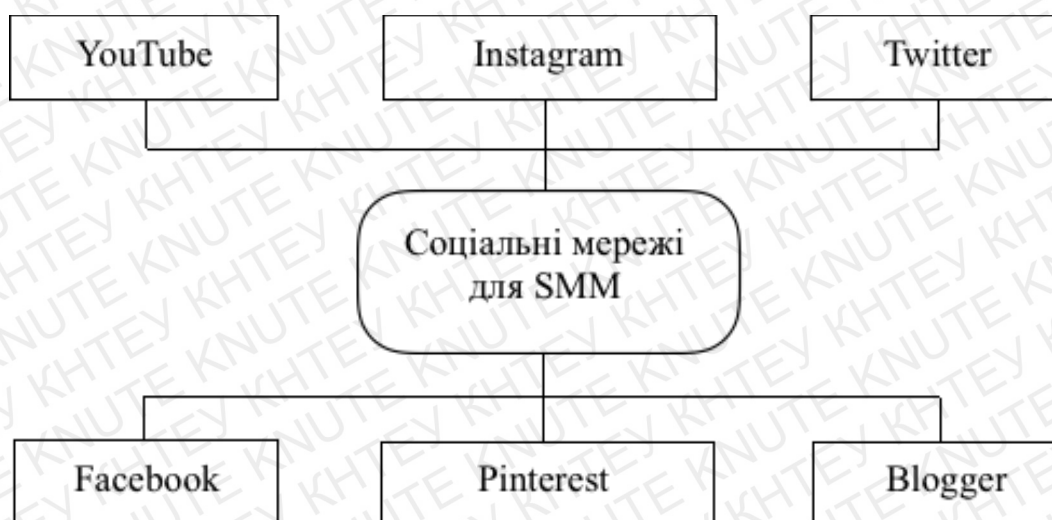 YouTube
Instagram
Twitter
Соціальні мережі
для SMM
Facebook
Pinterest
Blogger